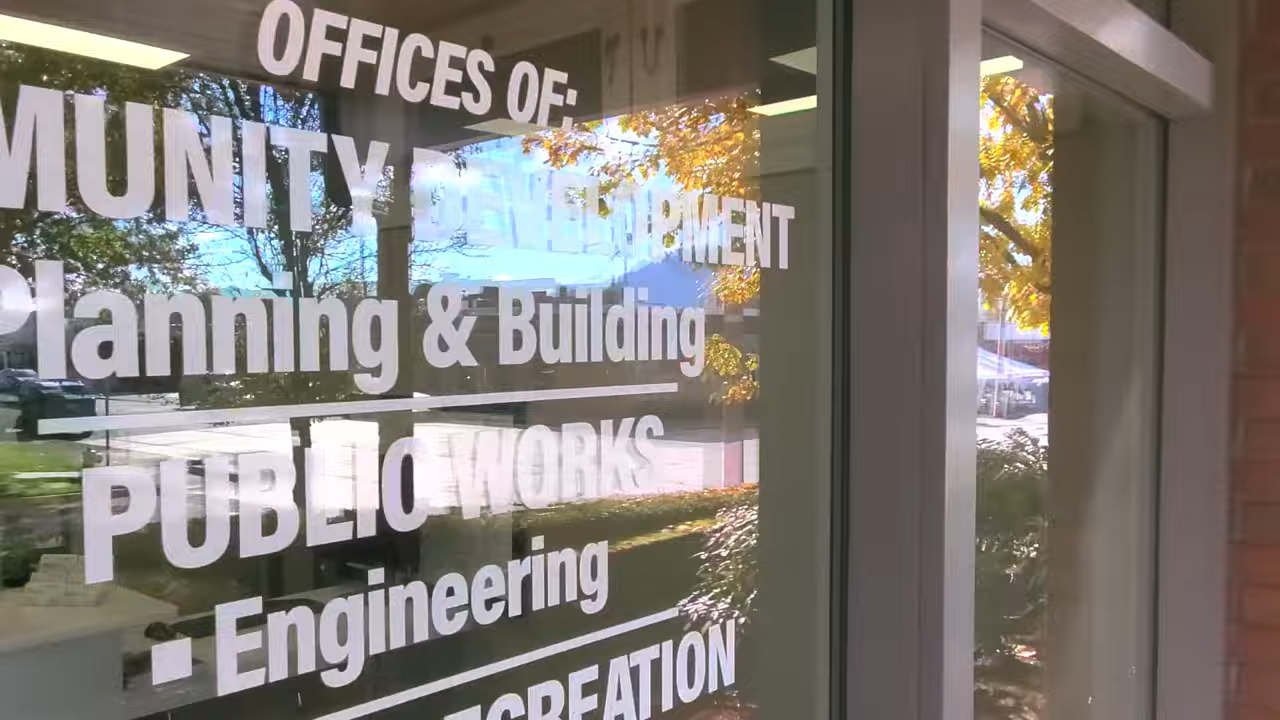 OFFICES OF:
MUNITY DEVELOPMENT
Planning & Building
PUBLIC WORKS
▪ Engineering
CREATION